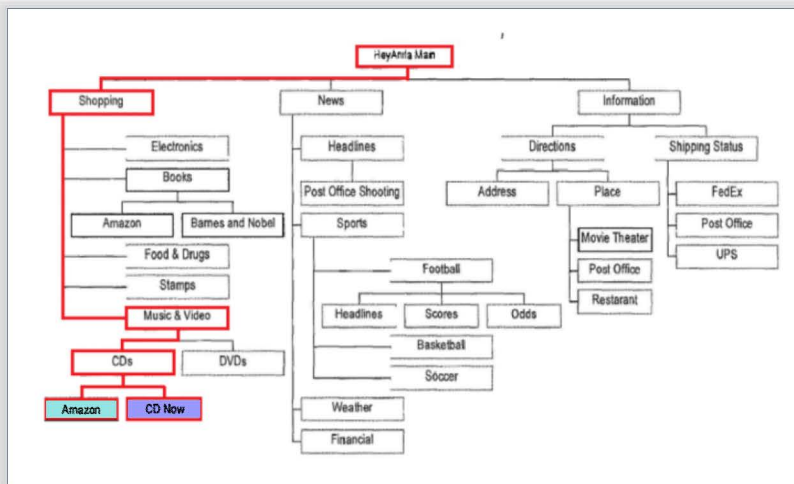 HeyAnita Main
Shopping
News
Information
Electronics
Headlines
Directions
Shipping Status
Books
Post Office Shooting
Address
Place
FedEx
Amazon
Barnes and Nobel
Sports
Post Office
Movie Theater
UPS
Food & Drugs
Football
Post Office
Stamps
Restarant
Music & Video
Headlines
Scores
Odds
Basketball
CDs
DVDs
Soccer
Amazon
CD Now
Weather
Financial